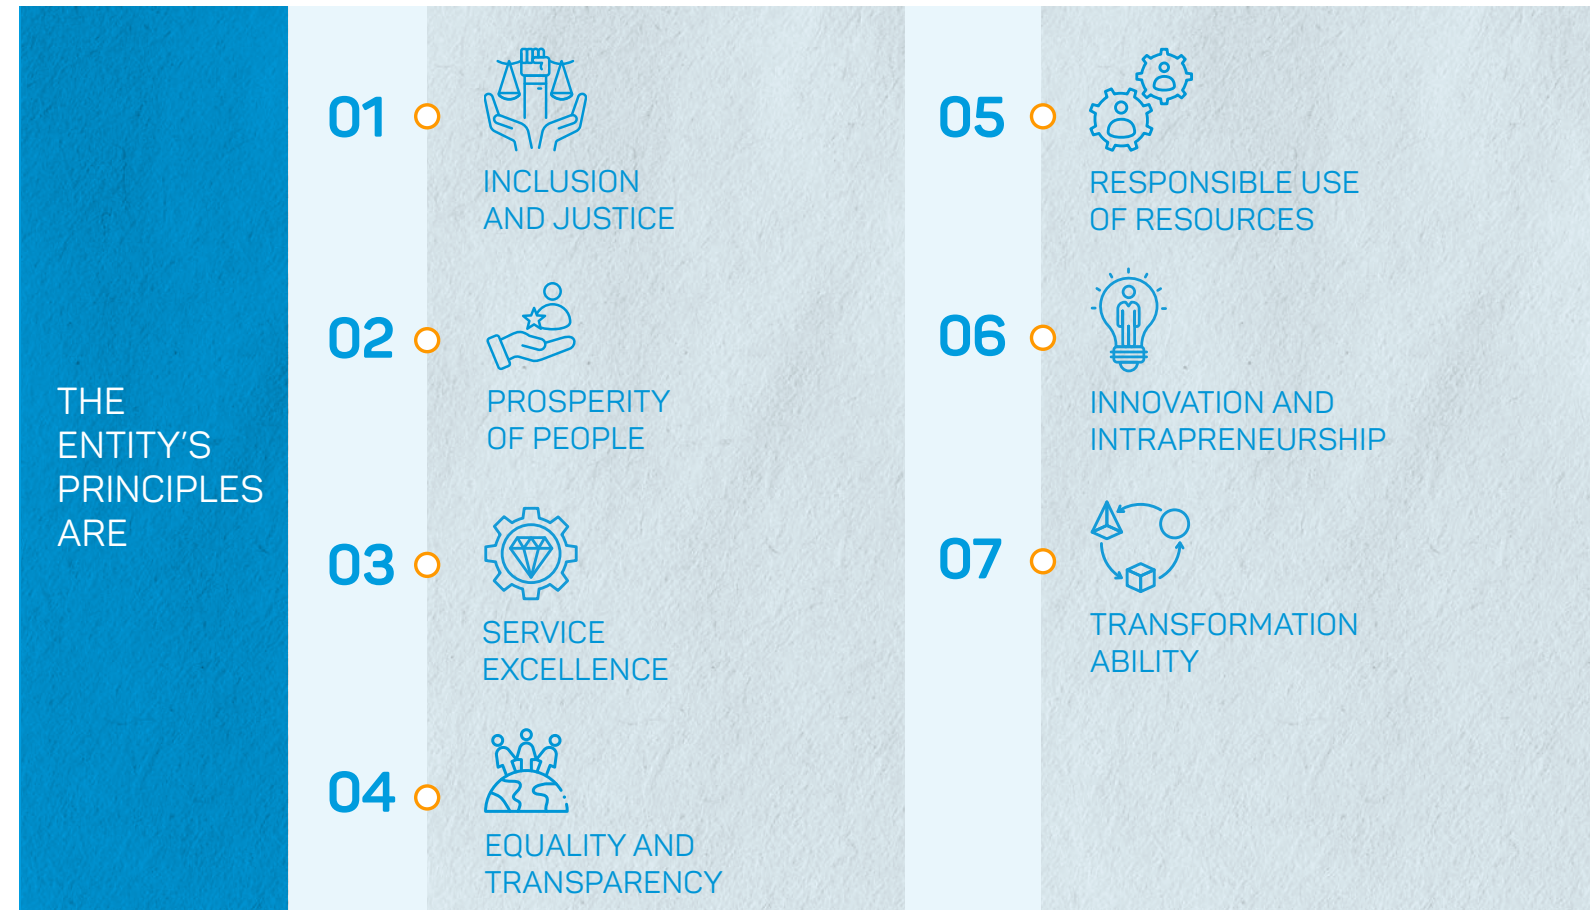 THE
ENTITY'S
PRINCIPLES
ARE
01
INCLUSION
AND JUSTICE
02
PROSPERITY
OF PEOPLE
03
SERVICE
EXCELLENCE
04
EQUALITY AND
TRANSPARENCY
05
RESPONSIBLE USE
OF RESOURCES
06
INNOVATION AND
INTRAPRENEURSHIP
07
TRANSFORMATION
ABILITY